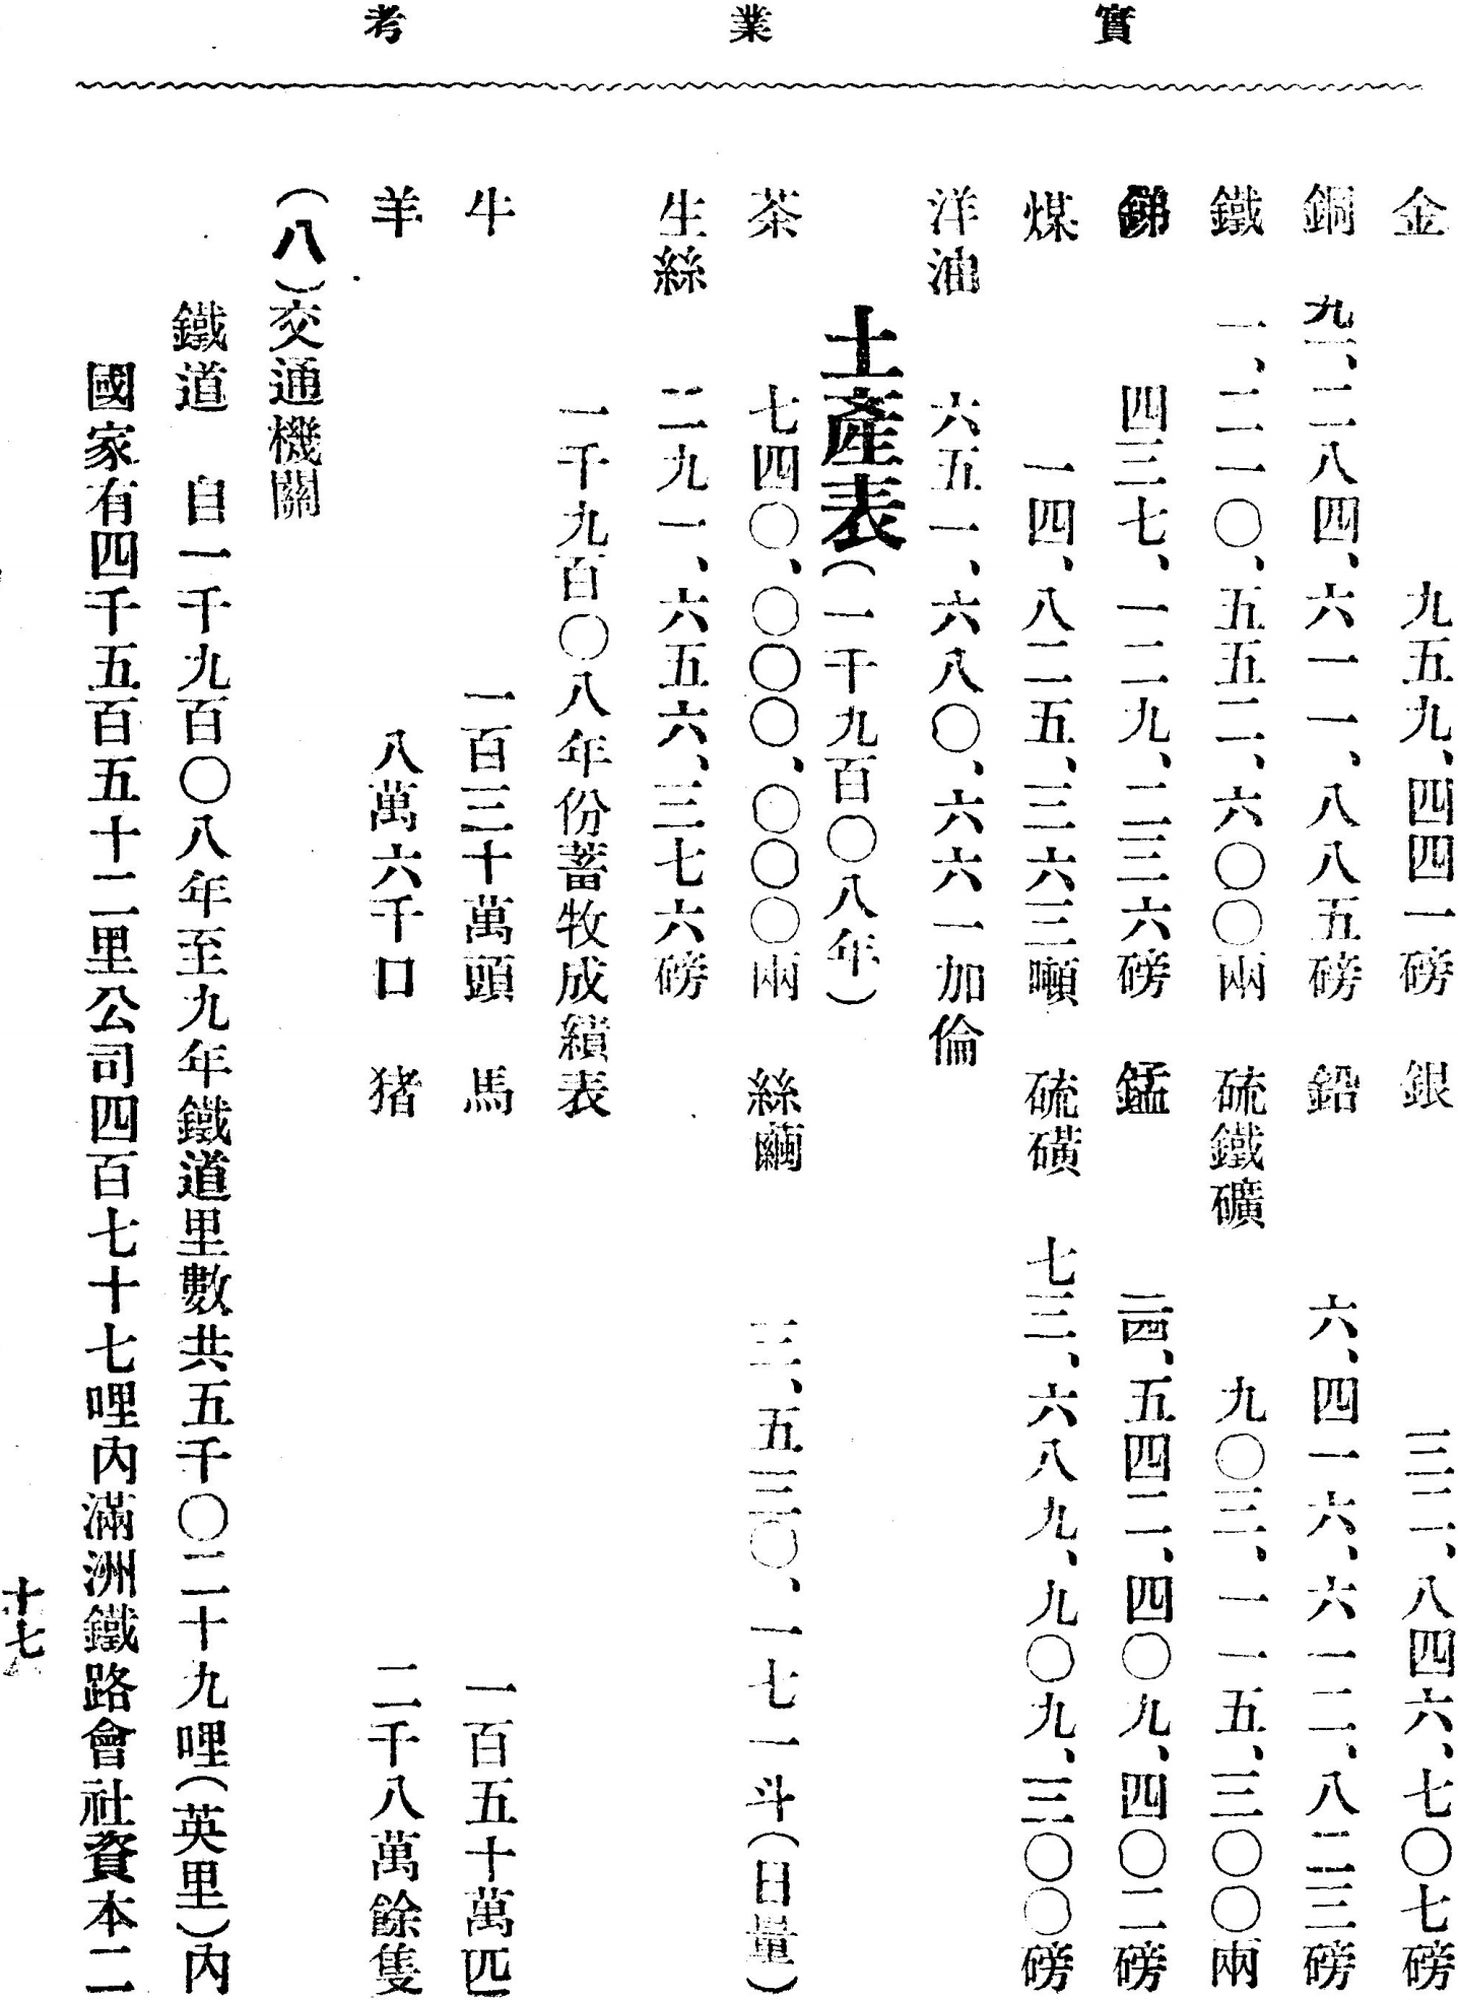 實業考
金 九五九、四四一磅 銀 三二、八四六、七〇七磅
銅 九一、二八四、六一一、八八五磅 鉛 六、四一六、六一二、八二三磅
鐵 一、二一〇、五五二、六〇〇兩 硫鐵礦 九〇三、一一五、三〇〇兩
銻 四三七、一二九、二三六磅 錳 二四、五四二、四〇九、四〇二磅
煤 一四、八二五、三六三噸 硫磺 七三、六八九、九〇九、三〇〇磅
洋油 六五一、六八〇、六六一加倫
土產表(一千九百〇八年)
茶 七四〇、〇〇〇、〇〇〇兩 絲繭 三、五三〇、一七一斗(日量)
生絲 二九一、六五六、三七六磅
一千九百〇八年份蓄牧成績表
牛 一百三十萬頭 馬 一百五十萬匹
羊 八萬六千口 猪 二千八萬餘隻
(八)交通機關
鐵道 自一千九百〇八年至九年鐵道里數共五千〇二十九哩(英里)內
國家有四千五百五十二里公司四百七十七哩內滿洲鐵路會社資本二
十七